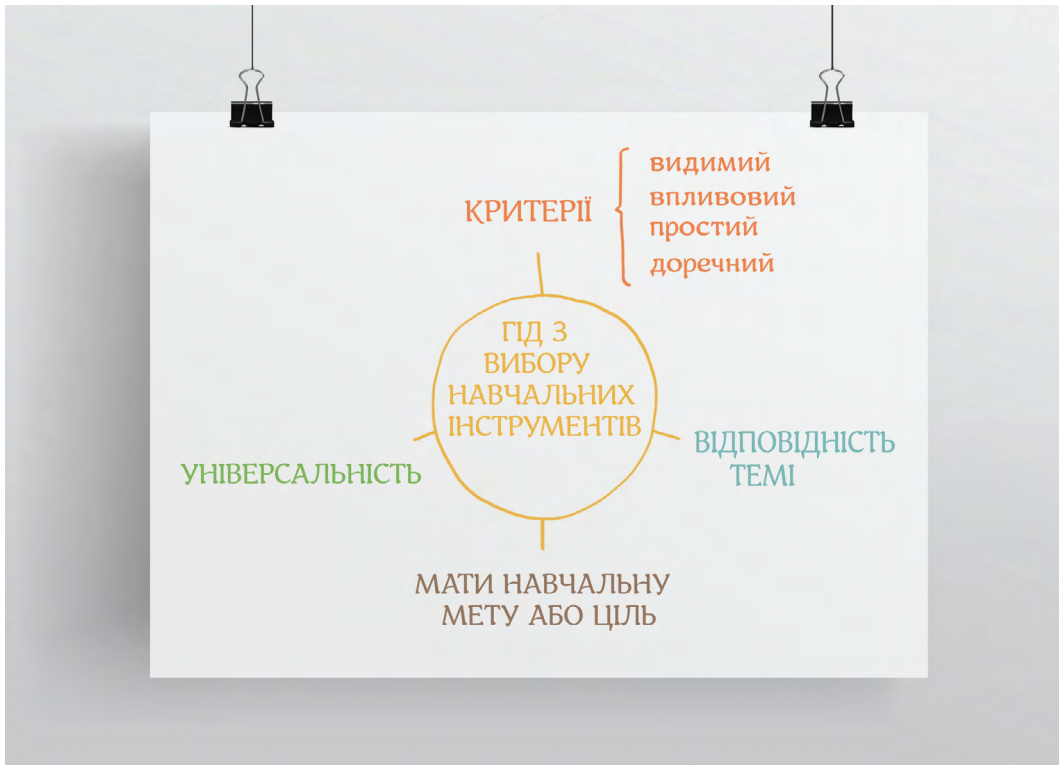 КРИТЕРІЇ
видимий
впливовий
простий
доречний
ГІД З
ВИБОРУ
НАВЧАЛЬНИХ
ІНСТРУМЕНТІВ
ВІДПОВІДНІСТЬ
ТЕМІ
УНІВЕРСАЛЬНІСТЬ
МАТИ НАВЧАЛЬНУ
МЕТУ АБО ЦІЛЬ